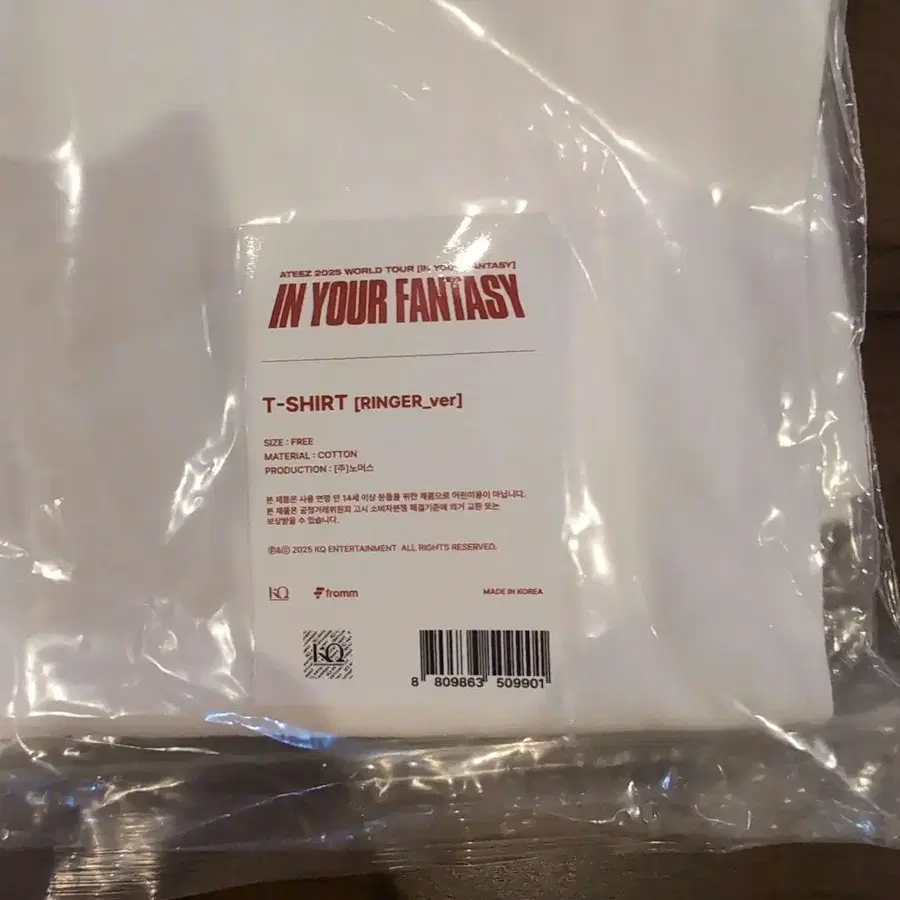 ATEEZ 2025 WORLD TOUR [IN YOUR FANTASY]
IN YOUR FANTASY
T-SHIRT [RINGER_ver]
SIZE : FREE
MATERIAL : COTTON
PRODUCTION : [주]노머스
본 제품은 사용 연령 만 14세 이상 분들을 위한 제품으로 어린이용이 아닙니다.
본 제품은 공정거래위원회 고시 소비자분쟁 해결기준에 의거 교환 또는
보상받을 수 있습니다.
℗&© 2025 KQ ENTERTAINMENT ALL RIGHTS RESERVED.
KQ fromm MADE IN KOREA
KQ
8 809863 509901